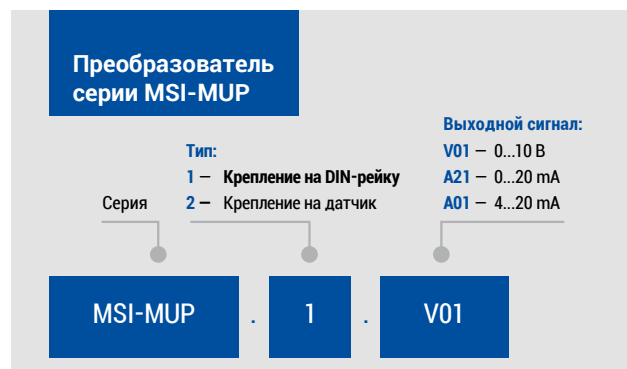 Преобразователь
серии MSI-MUP
Выходной сигнал:
Тип:
V01 – 0...10 В
1 – Крепление на DIN-рейку
A21 – 0...20 mA
Серия
2 – Крепление на датчик
A01 – 4...20 mA
MSI-MUP . 1 . V01